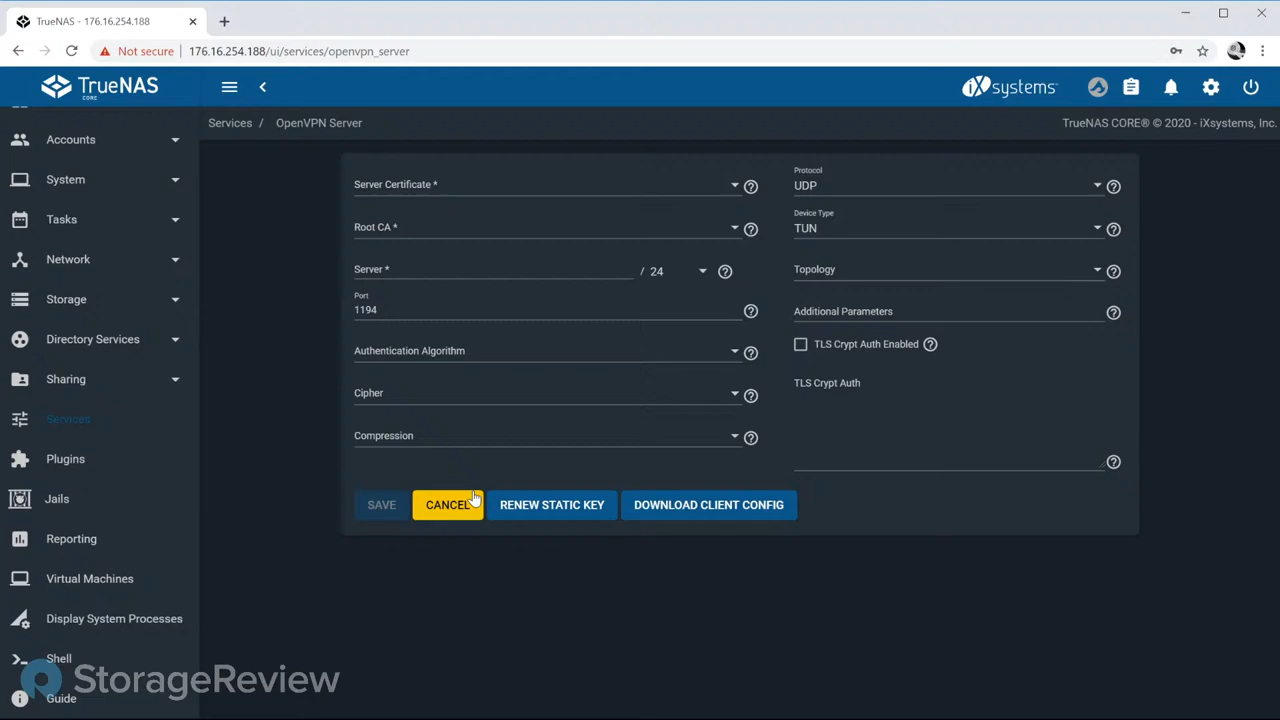 TrueNAS - 176.16.254.188
Not secure
176.16.254.188/ui/services/openvpn_server
TrueNAS
CORE
iXsystems
Services / OpenVPN Server
TrueNAS CORE® © 2020 - iXsystems, Inc.
Accounts
System
Tasks
Network
Storage
Directory Services
Sharing
Services
Plugins
Jails
Reporting
Virtual Machines
Display System Processes
Shell
Guide
Server Certificate *
Root CA *
Server *
/ 24
Port
1194
Authentication Algorithm
Cipher
Compression
Protocol
UDP
Device Type
TUN
Topology
Additional Parameters
TLS Crypt Auth Enabled
TLS Crypt Auth
SAVE
CANCEL
RENEW STATIC KEY
DOWNLOAD CLIENT CONFIG
StorageReview